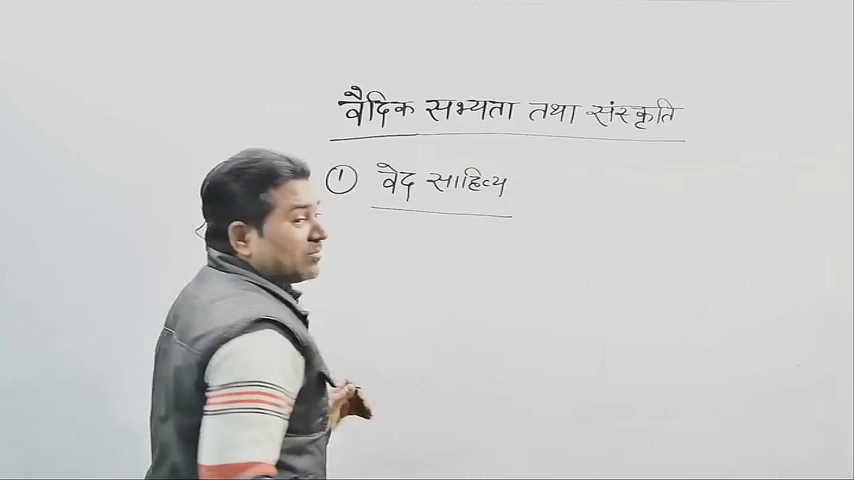 वैदिक सभ्यता तथा संस्कृति
① वेद साहित्य